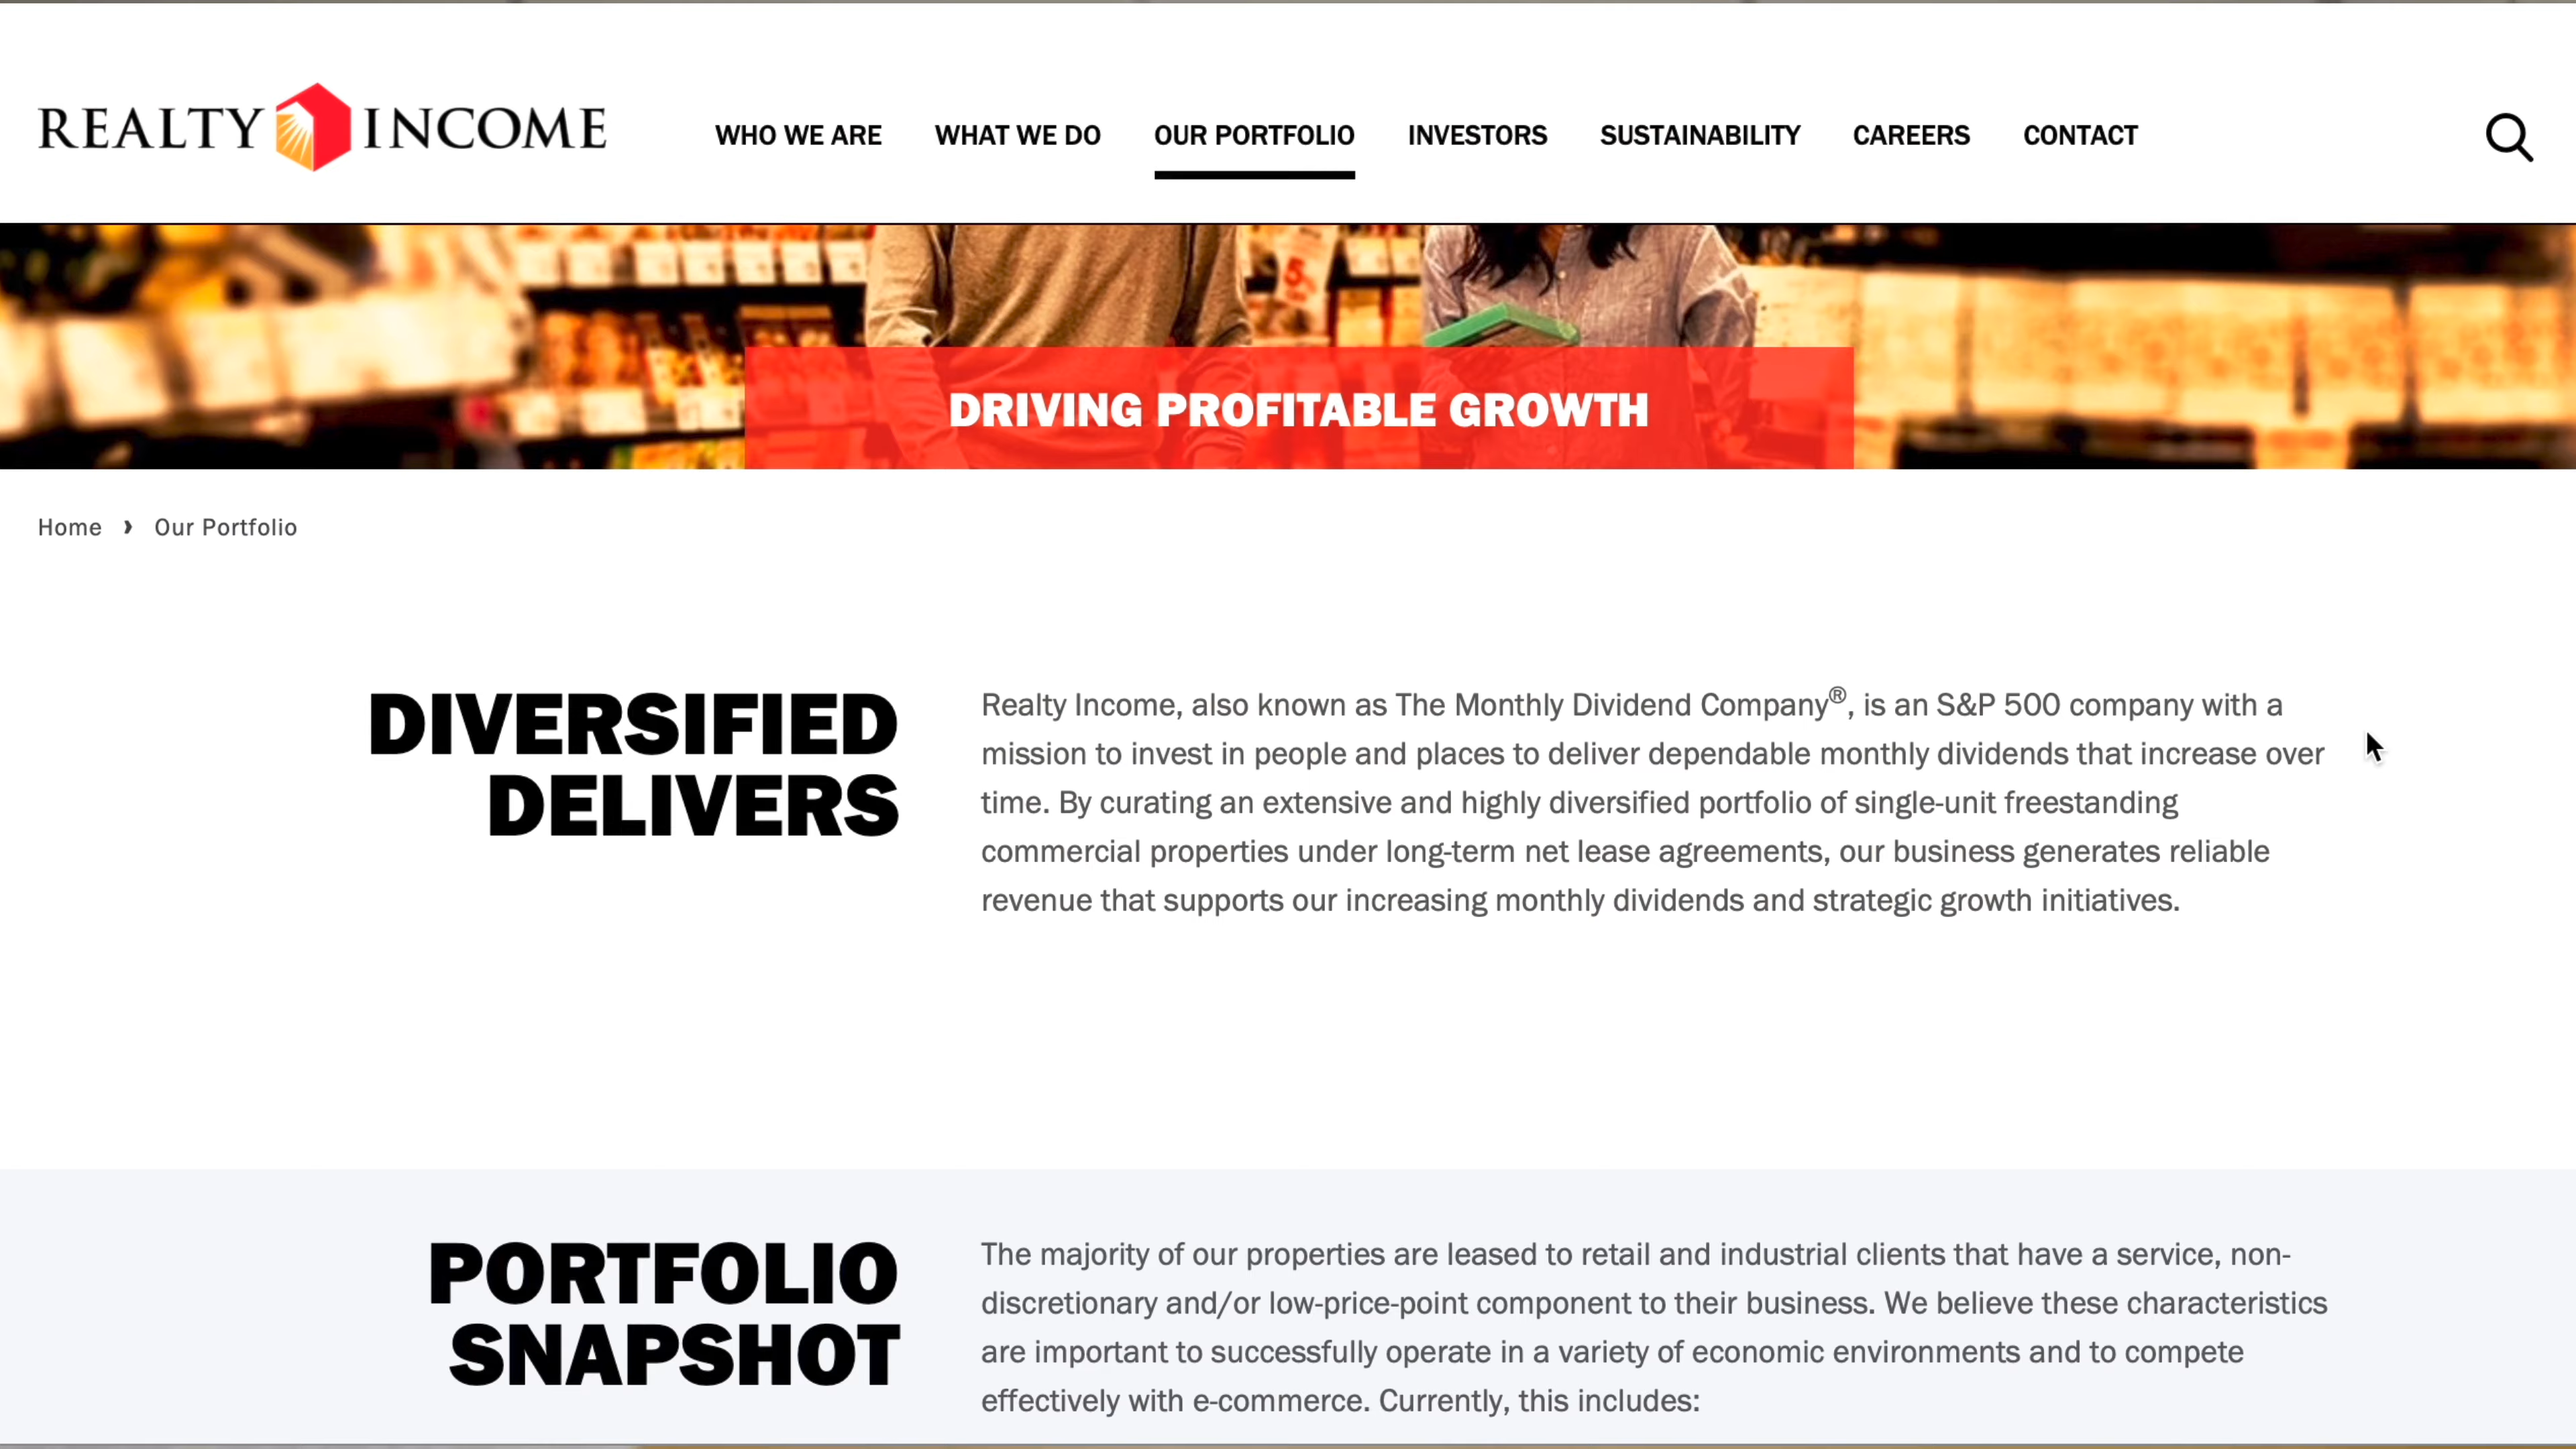 REALTY INCOME
WHO WE ARE
WHAT WE DO
OUR PORTFOLIO
INVESTORS
SUSTAINABILITY
CAREERS
CONTACT
DRIVING PROFITABLE GROWTH
Home › Our Portfolio
DIVERSIFIED
DELIVERS
Realty Income, also known as The Monthly Dividend Company®, is an S&P 500 company with a
mission to invest in people and places to deliver dependable monthly dividends that increase over
time. By curating an extensive and highly diversified portfolio of single-unit freestanding
commercial properties under long-term net lease agreements, our business generates reliable
revenue that supports our increasing monthly dividends and strategic growth initiatives.
PORTFOLIO
SNAPSHOT
The majority of our properties are leased to retail and industrial clients that have a service, non-
discretionary and/or low-price-point component to their business. We believe these characteristics
are important to successfully operate in a variety of economic environments and to compete
effectively with e-commerce. Currently, this includes: